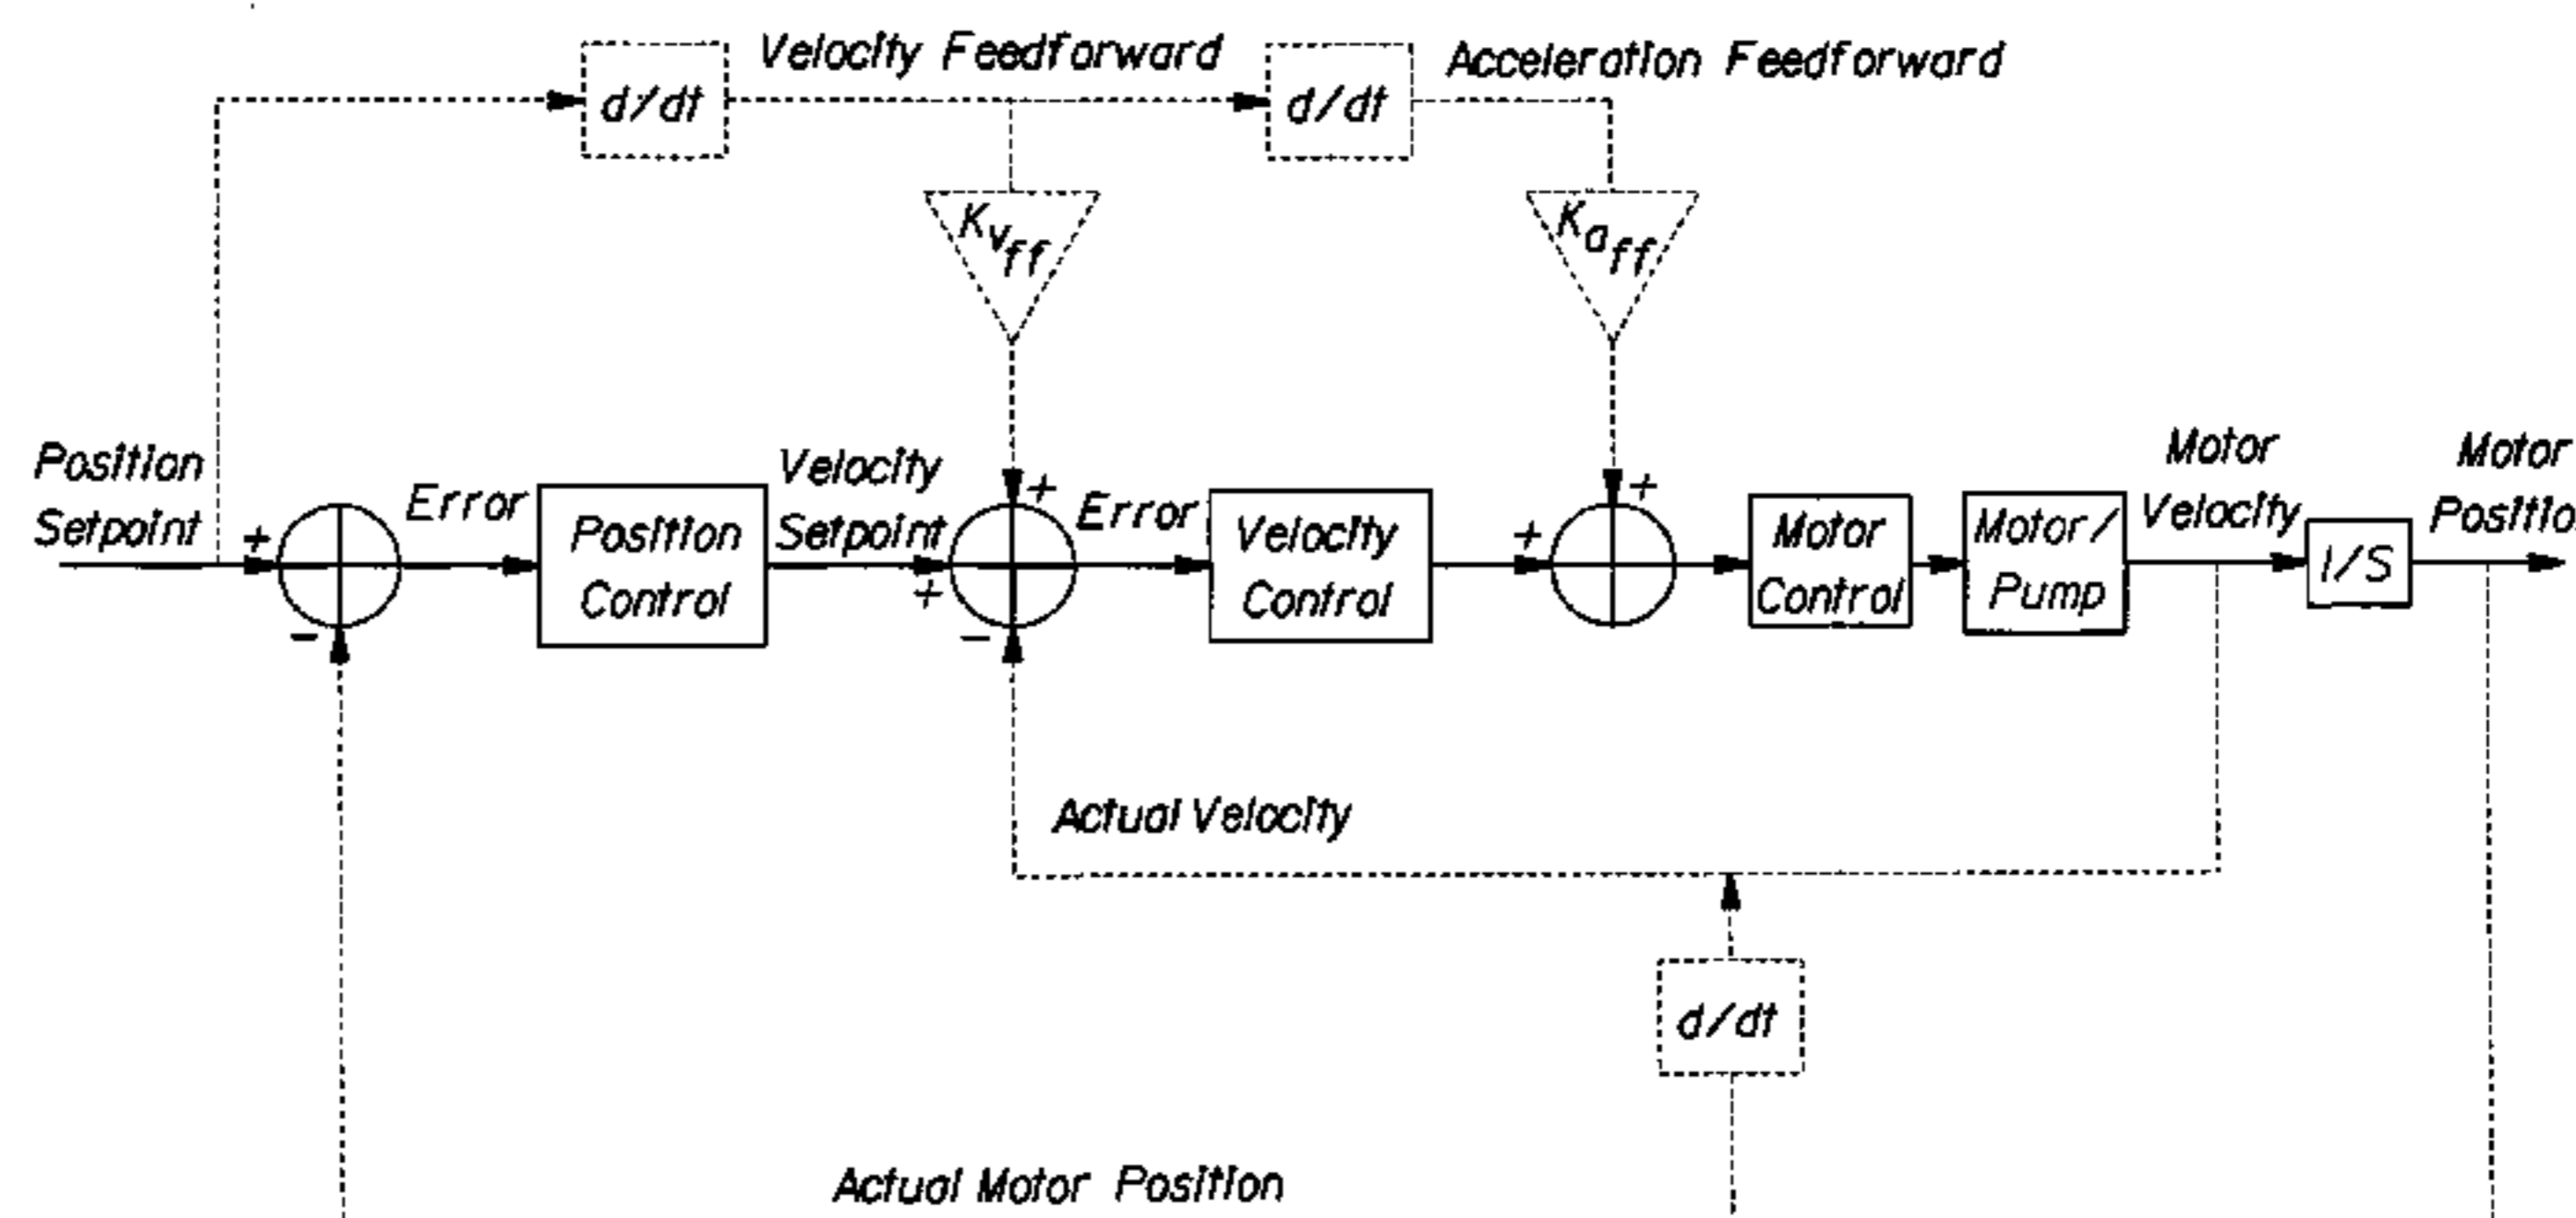 Velocity Feedforward
Acceleration Feedforward
d/dt
d/dt
Kvff
Kaff
Position
Setpoint
+
-
Error
Position
Control
Velocity
Setpoint
+
+
-
Error
Velocity
Control
+
+
Motor
Control
Motor/
Pump
Motor
Velocity
1/S
Motor
Positio
Actual Velocity
d/dt
Actual Motor Position